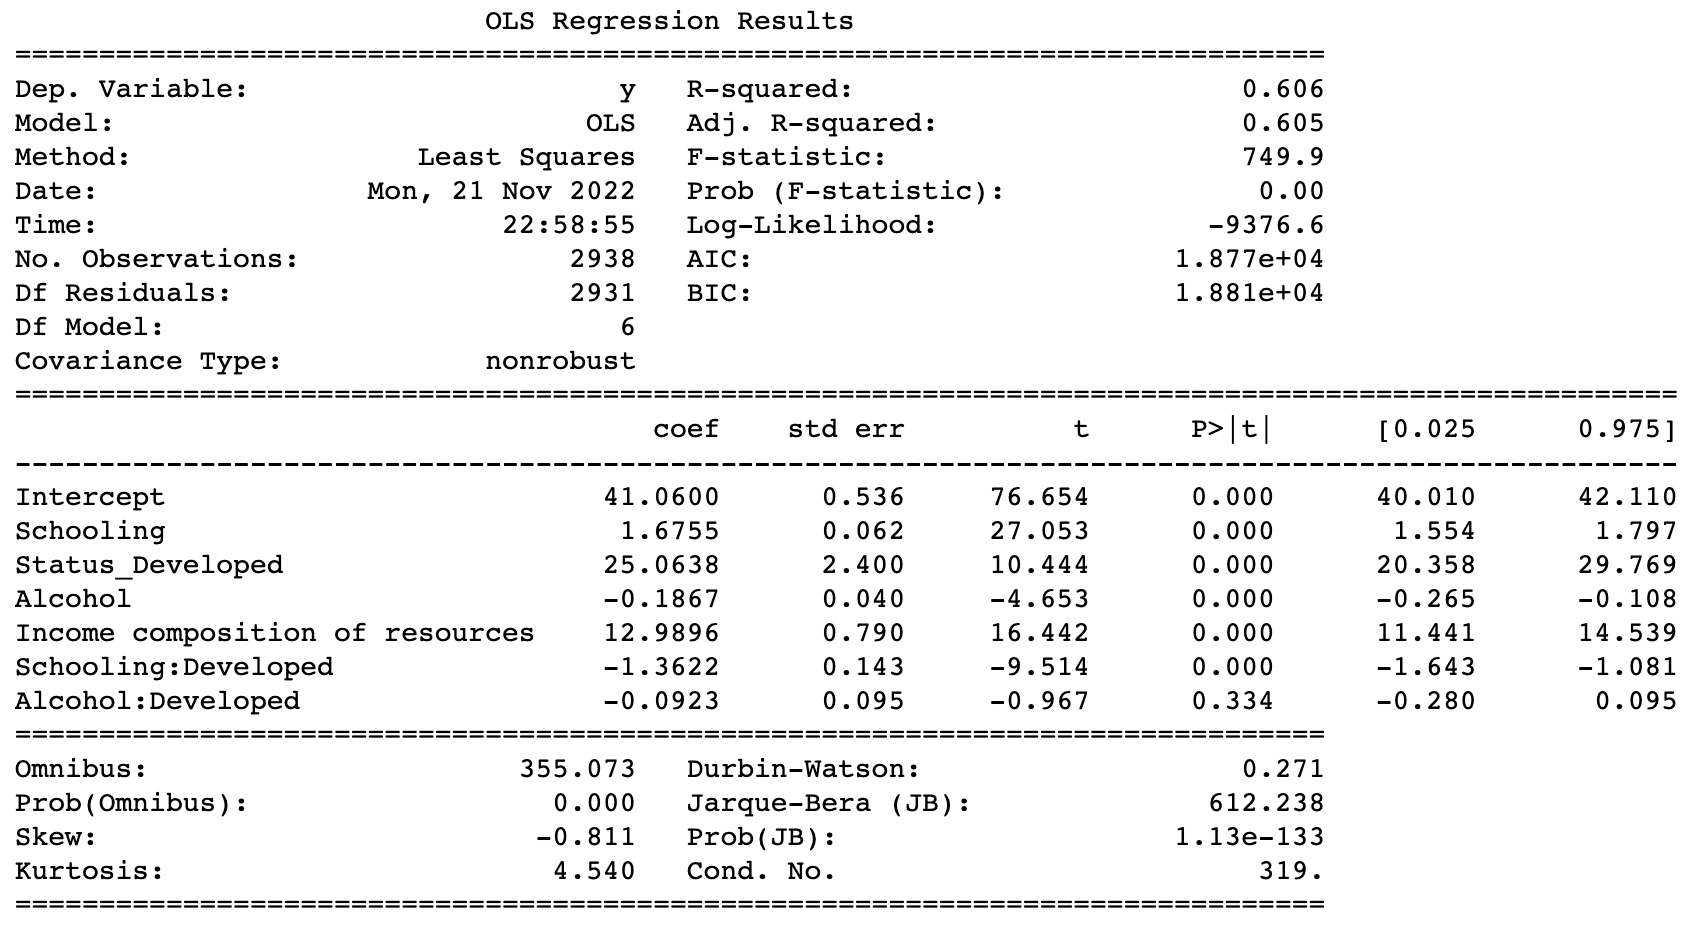 OLS Regression Results
==============================================================================
Dep. Variable: y R-squared: 0.606
Model: OLS Adj. R-squared: 0.605
Method: Least Squares F-statistic: 749.9
Date: Mon, 21 Nov 2022 Prob (F-statistic): 0.00
Time: 22:58:55 Log-Likelihood: -9376.6
No. Observations: 2938 AIC: 1.877e+04
Df Residuals: 2931 BIC: 1.881e+04
Df Model: 6
Covariance Type: nonrobust
===================================================================================================
coef std err t P>|t| [0.025 0.975]
---------------------------------------------------------------------------------------------------
Intercept 41.0600 0.536 76.654 0.000 40.010 42.110
Schooling 1.6755 0.062 27.053 0.000 1.554 1.797
Status_Developed 25.0638 2.400 10.444 0.000 20.358 29.769
Alcohol -0.1867 0.040 -4.653 0.000 -0.265 -0.108
Income composition of resources 12.9896 0.790 16.442 0.000 11.441 14.539
Schooling:Developed -1.3622 0.143 -9.514 0.000 -1.643 -1.081
Alcohol:Developed -0.0923 0.095 -0.967 0.334 -0.280 0.095
==============================================================================
Omnibus: 355.073 Durbin-Watson: 0.271
Prob(Omnibus): 0.000 Jarque-Bera (JB): 612.238
Skew: -0.811 Prob(JB): 1.13e-133
Kurtosis: 4.540 Cond. No. 319.
==============================================================================